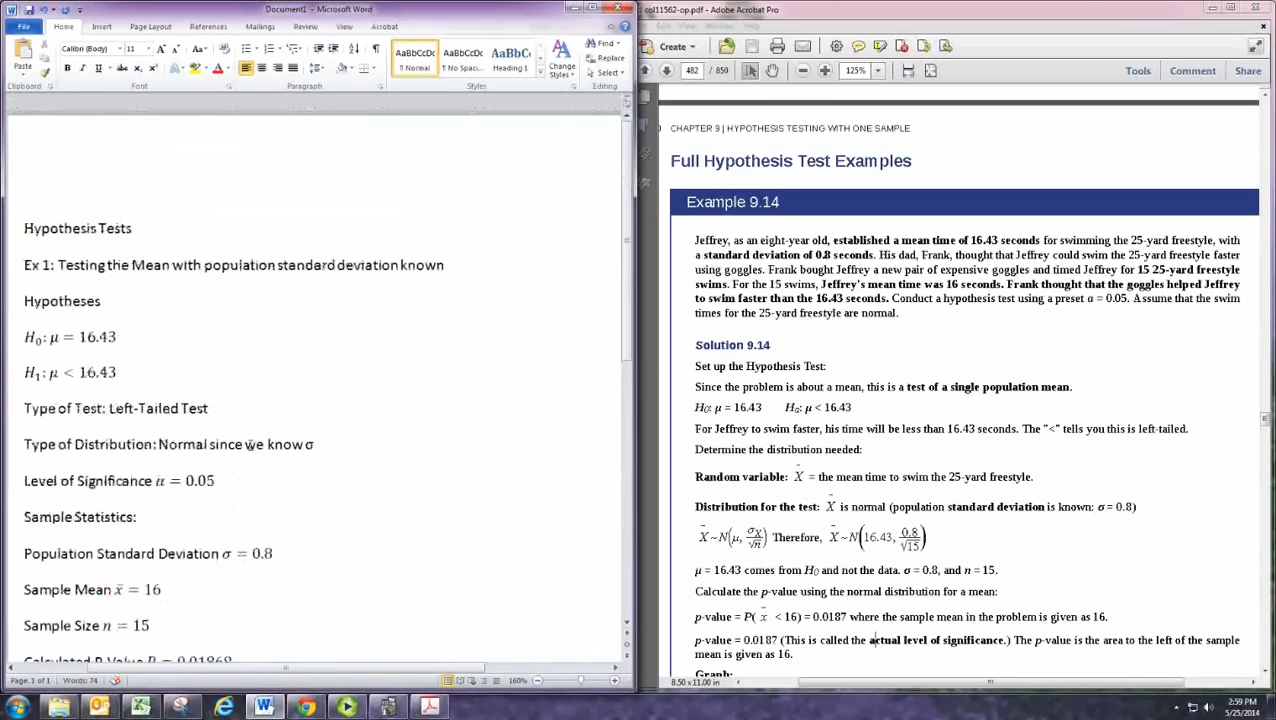 Document1 - Microsoft Word
File Home Insert Page Layout References Mailings Review View Acrobat
Calibri (Body) 11
Paste
AaBbCcDc AaBbCcDc AaBbCc
¶ Normal ¶ No Spaci... Heading 1
Change Styles
Find
Replace
Select
Clipboard Font Paragraph Styles Editing
Hypothesis Tests
Ex 1: Testing the Mean with population standard deviation known
Hypotheses
H₀: μ = 16.43
H₁: μ < 16.43
Type of Test: Left-Tailed Test
Type of Distribution: Normal since we know σ
Level of Significance α = 0.05
Sample Statistics:
Population Standard Deviation σ = 0.8
Sample Mean x̄ = 16
Sample Size n = 15
Calculated P-Value P = 0.01868
Page: 1 of 1 Words: 74 160%
col11562-op.pdf - Adobe Acrobat Pro
Create
482 / 850 125%
Tools Comment Share
CHAPTER 9 | HYPOTHESIS TESTING WITH ONE SAMPLE
Full Hypothesis Test Examples
Example 9.14
Jeffrey, as an eight-year old, established a mean time of 16.43 seconds for swimming the 25-yard freestyle, with
a standard deviation of 0.8 seconds. His dad, Frank, thought that Jeffrey could swim the 25-yard freestyle faster
using goggles. Frank bought Jeffrey a new pair of expensive goggles and timed Jeffrey for 15 25-yard freestyle
swims. For the 15 swims, Jeffrey's mean time was 16 seconds. Frank thought that the goggles helped Jeffrey
to swim faster than the 16.43 seconds. Conduct a hypothesis test using a preset α = 0.05. Assume that the swim
times for the 25-yard freestyle are normal.
Solution 9.14
Set up the Hypothesis Test:
Since the problem is about a mean, this is a test of a single population mean.
H₀: μ = 16.43 Hₐ: μ < 16.43
For Jeffrey to swim faster, his time will be less than 16.43 seconds. The "<" tells you this is left-tailed.
Determine the distribution needed:
Random variable: X̄ = the mean time to swim the 25-yard freestyle.
Distribution for the test: X̄ is normal (population standard deviation is known: σ = 0.8)
X̄ ~ N(μ, σX/√n) Therefore, X̄ ~ N(16.43, 0.8/√15)
μ = 16.43 comes from H₀ and not the data. σ = 0.8, and n = 15.
Calculate the p-value using the normal distribution for a mean:
p-value = P( x̄ < 16) = 0.0187 where the sample mean in the problem is given as 16.
p-value = 0.0187 (This is called the actual level of significance.) The p-value is the area to the left of the sample
mean is given as 16.
Graph:
8.50 x 11.00 in
2:59 PM
5/25/2014